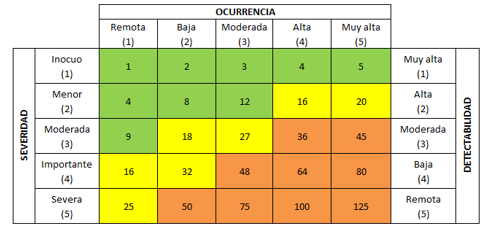 OCURRENCIA
Remota Baja Moderada Alta Muy alta
(1) (2) (3) (4) (5)
SEVERIDAD
Inocuo 1 2 3 4 5 Muy alta
(1) (1)
Menor 4 8 12 16 20 Alta
(2) (2)
Moderada 9 18 27 36 45 Moderada
(3) (3)
Importante 16 32 48 64 80 Baja
(4) (4)
Severa 25 50 75 100 125 Remota
(5) (5)
DETECTABILIDAD